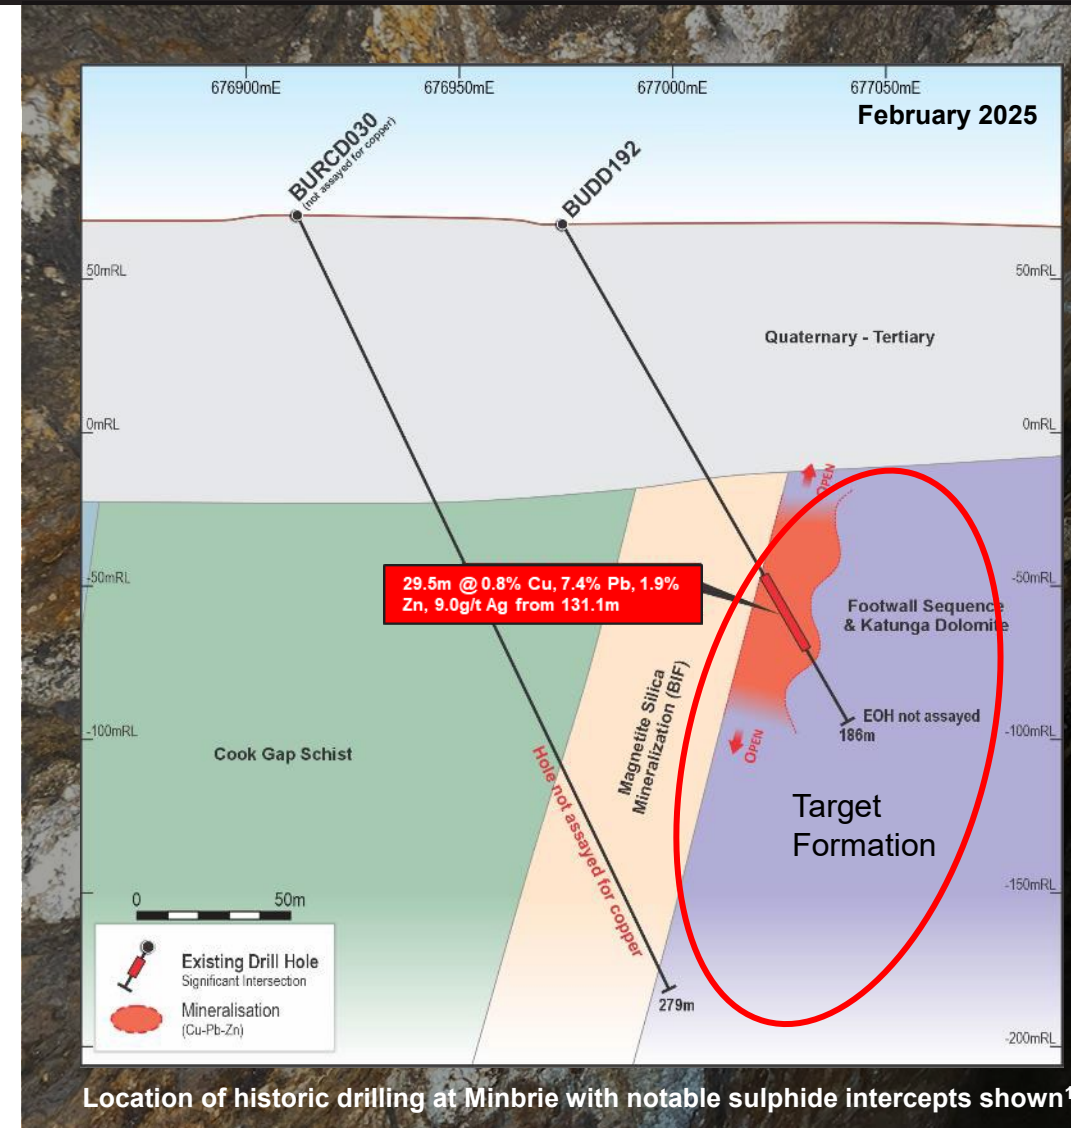 676900mE
676950mE
677000mE
677050mE
February 2025
BURCD030
(not assayed for copper)
BUDD192
50mRL
50mRL
Quaternary - Tertiary
0mRL
0mRL
OPEN
-50mRL
-50mRL
29.5m @ 0.8% Cu, 7.4% Pb, 1.9%
Zn, 9.0g/t Ag from 131.1m
Footwall Sequence
& Katunga Dolomite
Magnetite Silica
Mineralization (BIF)
EOH not assayed
186m
-100mRL
-100mRL
OPEN
Cook Gap Schist
Hole not assayed for copper
Target
Formation
-150mRL
0
50m
Existing Drill Hole
Significant Intersection
Mineralisation
(Cu-Pb-Zn)
279m
-200mRL
Location of historic drilling at Minbrie with notable sulphide intercepts shown¹